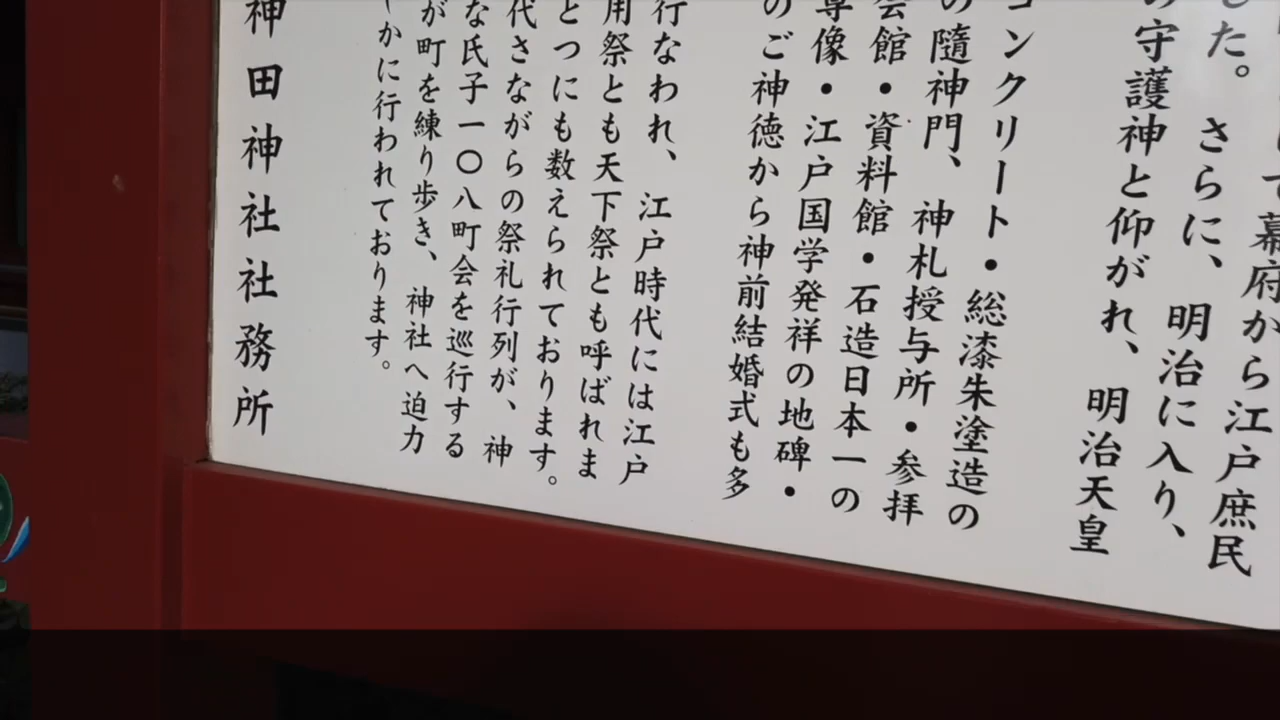 て幕府から江戸庶民
した。さらに、明治に入り、
の守護神と仰がれ、明治天皇
コンクリート・総漆朱塗造の
の隨神門、神札授与所・参拝
会館・資料館・石造日本一の
尊像・江戸国学発祥の地碑・
のご神徳から神前結婚式も多
行なわれ、江戸時代には江戸
用祭とも天下祭とも呼ばれま
とつにも数えられております。
代さながらの祭礼行列が、神
な氏子一〇八町会を巡行する
が町を練り歩き、神社へ迫力
かに行われております。
神田神社社務所